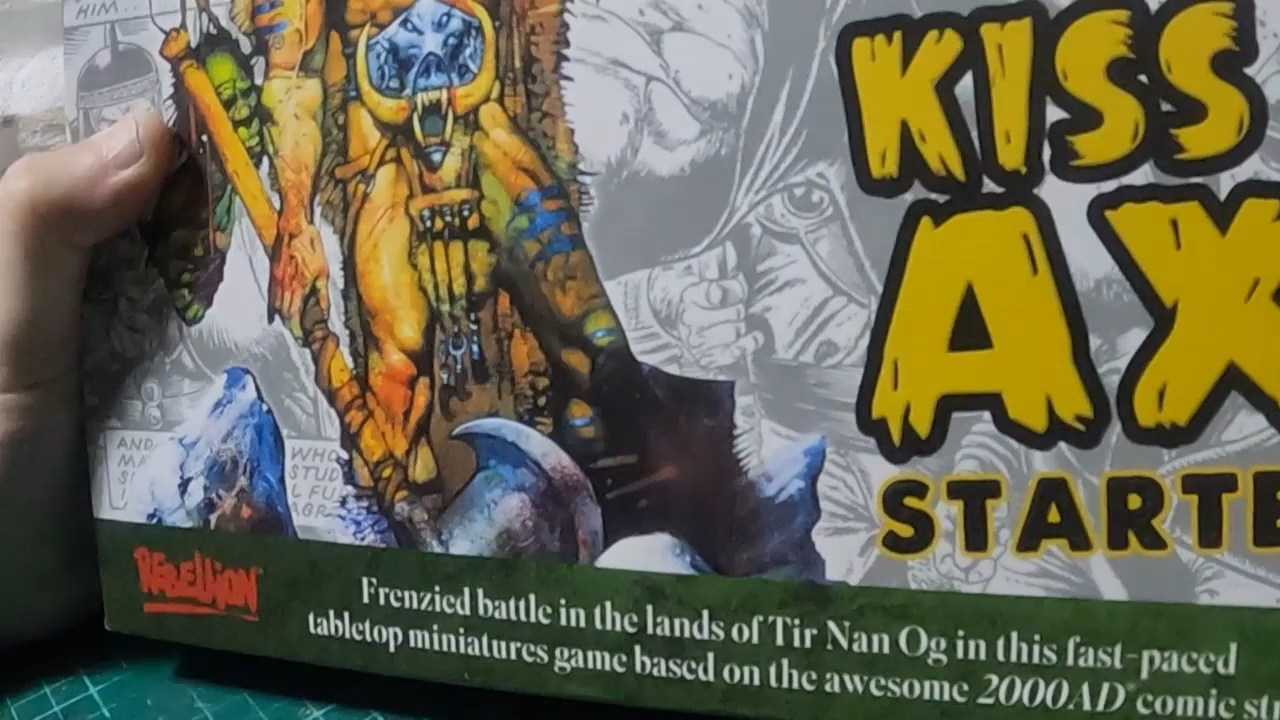 HIM...
KISS
AX
STARTE
AND
WHO
STUD
REBELLION
Frenzied battle in the lands of Tir Nan Og in this fast-paced
tabletop miniatures game based on the awesome 2000AD comic